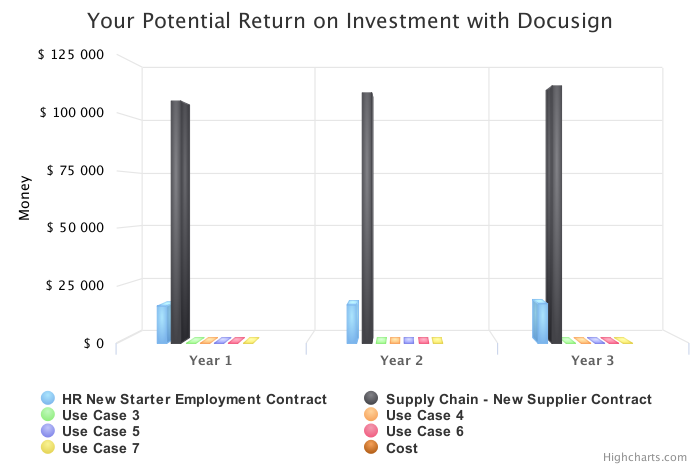 Your Potential Return on Investment with Docusign
$ 125 000
$ 100 000
$ 75 000
$ 50 000
$ 25 000
$ 0
Money
Year 1
Year 2
Year 3
HR New Starter Employment Contract
Supply Chain - New Supplier Contract
Use Case 3
Use Case 4
Use Case 5
Use Case 6
Use Case 7
Cost
Highcharts.com